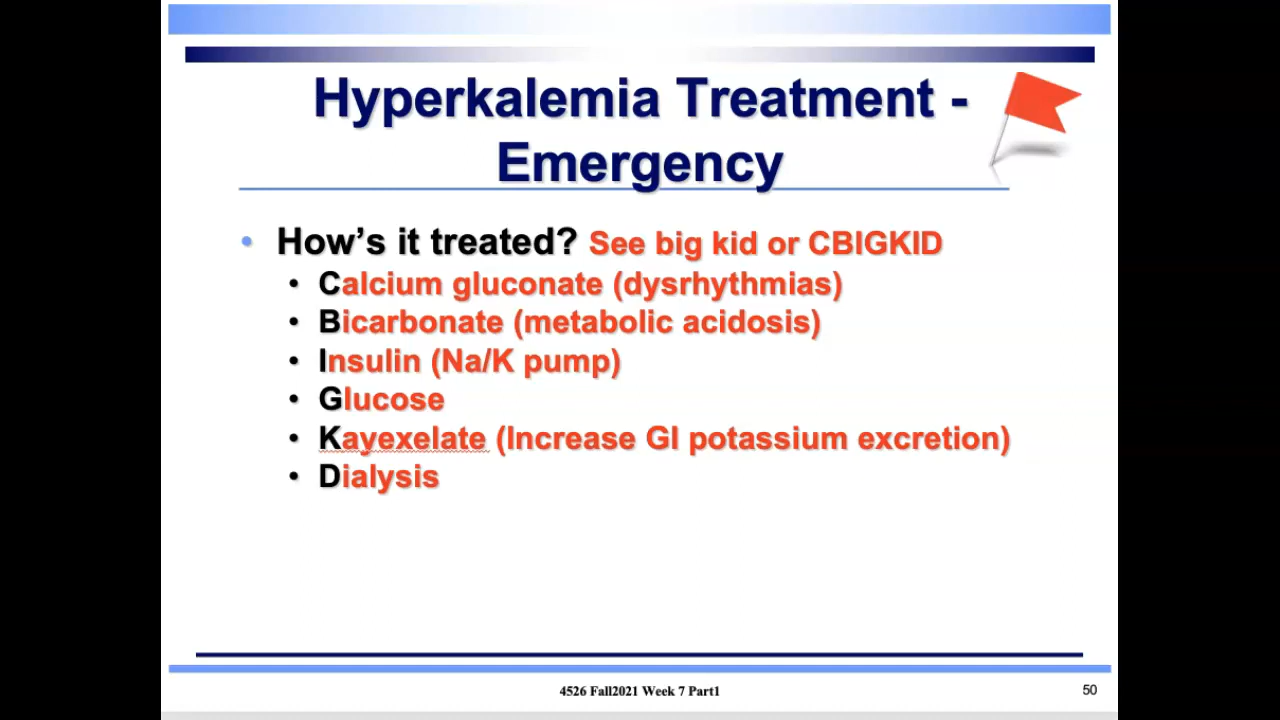 Hyperkalemia Treatment -
Emergency
• How's it treated? See big kid or CBIGKID
• Calcium gluconate (dysrhythmias)
• Bicarbonate (metabolic acidosis)
• Insulin (Na/K pump)
• Glucose
• Kayexelate (Increase GI potassium excretion)
• Dialysis
4526 Fall2021 Week 7 Part1
50